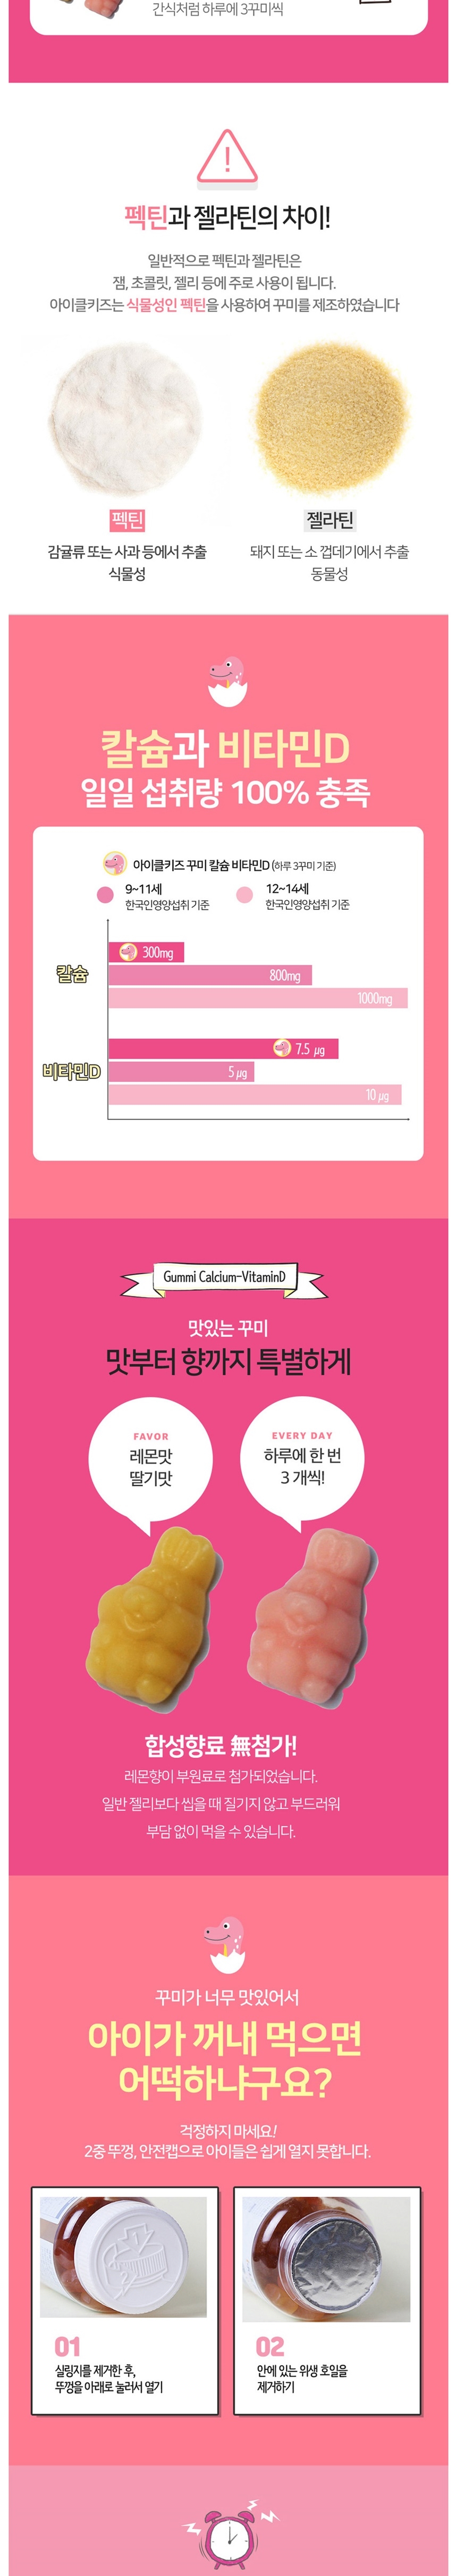 간식처럼 하루에 3꾸미씩
펙틴과 젤라틴의 차이!
일반적으로 펙틴과 젤라틴은
잼, 초콜릿, 젤리 등에 주로 사용이 됩니다.
아이클키즈는 식물성인 펙틴을 사용하여 꾸미를 제조하였습니다
펙틴
젤라틴
감귤류 또는 사과 등에서 추출
식물성
돼지 또는 소 껍데기에서 추출
동물성
칼슘과 비타민D
일일 섭취량 100% 충족
아이클키즈 꾸미 칼슘 비타민D (하루 3꾸미 기준)
9~11세
한국인영양섭취 기준
12~14세
한국인영양섭취 기준
칼슘
300mg
800mg
1000mg
비타민D
7.5 μg
5 μg
10 μg
Gummi Calcium-VitaminD
맛있는 꾸미
맛부터 향까지 특별하게
FAVOR
레몬맛
딸기맛
EVERY DAY
하루에 한 번
3 개씩!
합성향료 無첨가!
레몬향이 부원료로 첨가되었습니다.
일반 젤리보다 씹을 때 질기지 않고 부드러워
부담 없이 먹을 수 있습니다.
꾸미가 너무 맛있어서
아이가 꺼내 먹으면
어떡하냐구요?
걱정하지 마세요!
2중 뚜껑, 안전캡으로 아이들은 쉽게 열지 못합니다.
01
실링지를 제거한 후,
뚜껑을 아래로 눌러서 열기
02
안에 있는 위생 호일을
제거하기